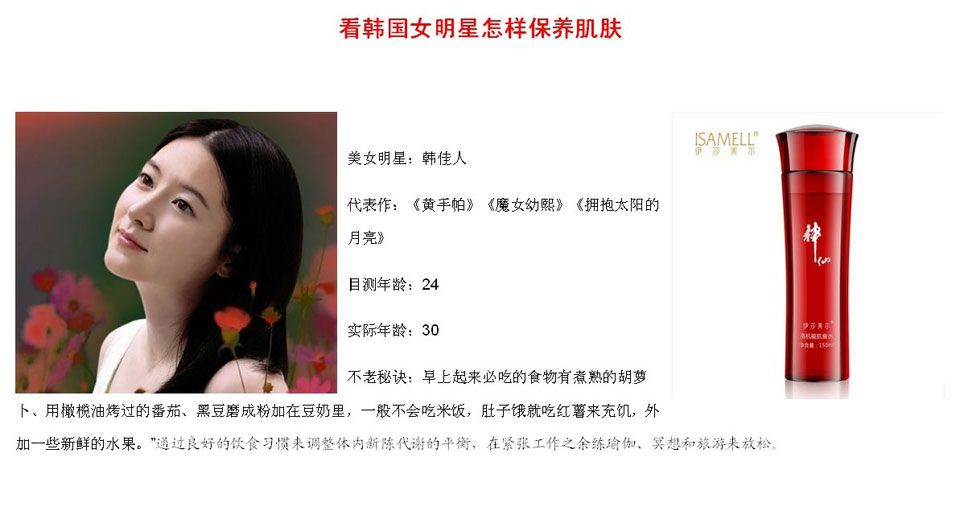 看韩国女明星怎样保养肌肤
美女明星：韩佳人
代表作：《黄手帕》《魔女幼熙》《拥抱太阳的
月亮》
目测年龄：24
实际年龄：30
不老秘诀：早上起来必吃的食物有煮熟的胡萝
卜、用橄榄油烤过的番茄、黑豆磨成粉加在豆奶里，一般不会吃米饭，肚子饿就吃红薯来充饥，外
加一些新鲜的水果。”通过良好的饮食习惯来调整体内新陈代谢的平衡，在紧张工作之余练瑜伽、冥想和旅游来放松。
ISAMELL®
伊莎美尔
神仙
伊莎美尔®
净含量：150ml